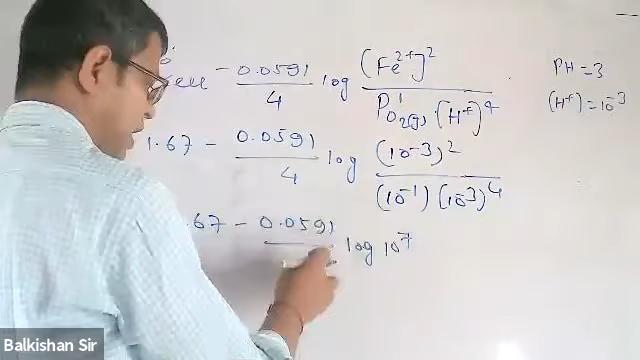 - 0.0591/4 log [Fe²⁺]² / P¹O₂(g) [H⁺]⁴
PH = 3
[H⁺] = 10⁻³
1.67 - 0.0591/4 log (10⁻³)² / (10⁻¹) (10⁻³)⁴
.67 - 0.0591 log 10⁷
Balkishan Sir